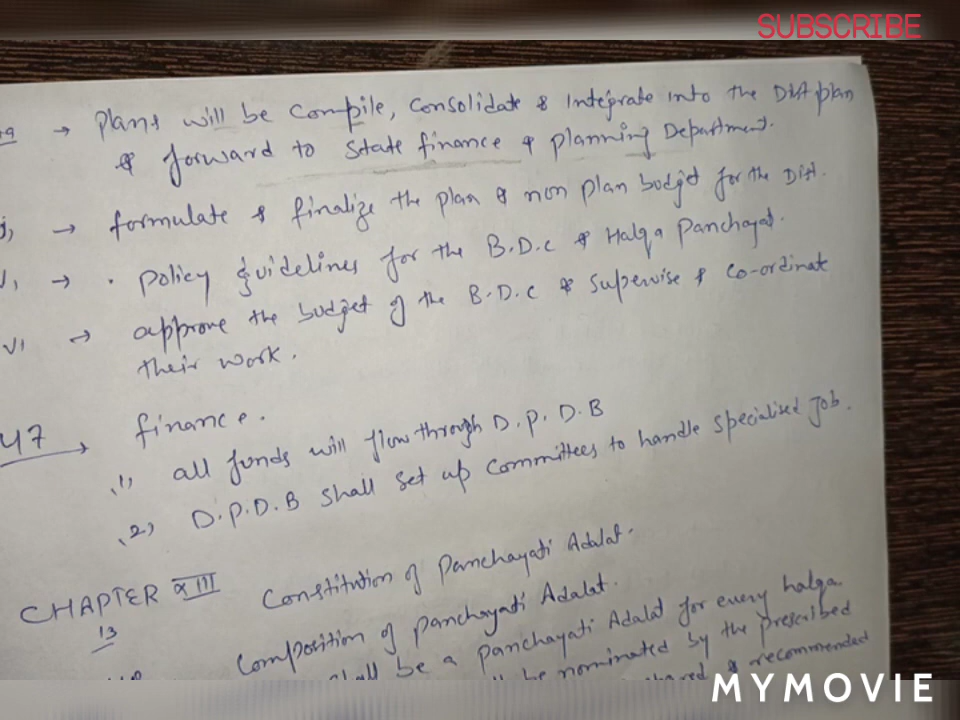 SUBSCRIBE
→ Plans will be Compile, Consolidate & Integrate into the Distt plan
& forward to State finance & planning Department.
→ formulate & finalize the plan & non plan budget for the Dist.
→ . Policy guidelines for the B.D.C & Halqa Panchayat.
V, → approve the budget of the B.D.C & Supervise & Co-ordinate
their work.
47 → finance.
(1) all funds will flow through D.P.D.B
(2) D.P.D.B Shall Set up Committees to handle Specialised Job.
CHAPTER XIII Constitution of Panchayati Adalat.
13
Composition of Panchayati Adalat.
shall be a Panchayati Adalat for every halqa.
be nominated by the prescribed
& recommended
MYMOVIE